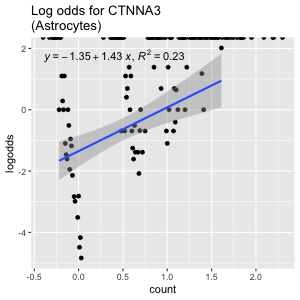 Log odds for CTNNA3
(Astrocytes)
y = −1.35 + 1.43 x, R² = 0.23
2
0
-2
-4
logodds
-0.5 0.0 0.5 1.0 1.5 2.0
count